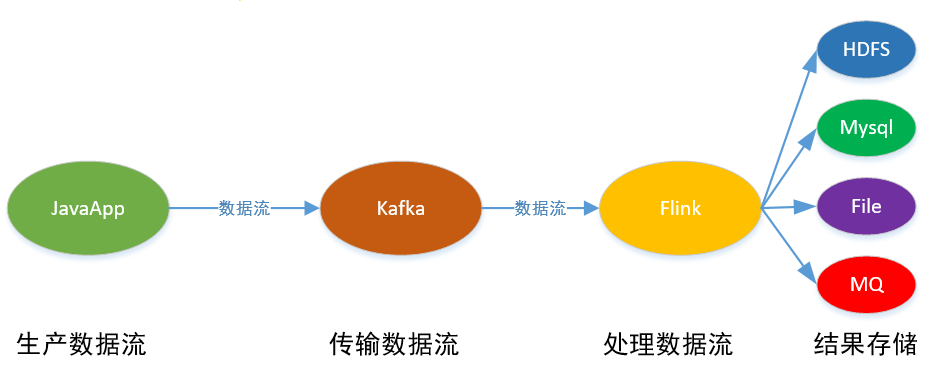 HDFS
Mysql
JavaApp
数据流
Kafka
数据流
Flink
File
MQ
生产数据流
传输数据流
处理数据流
结果存储